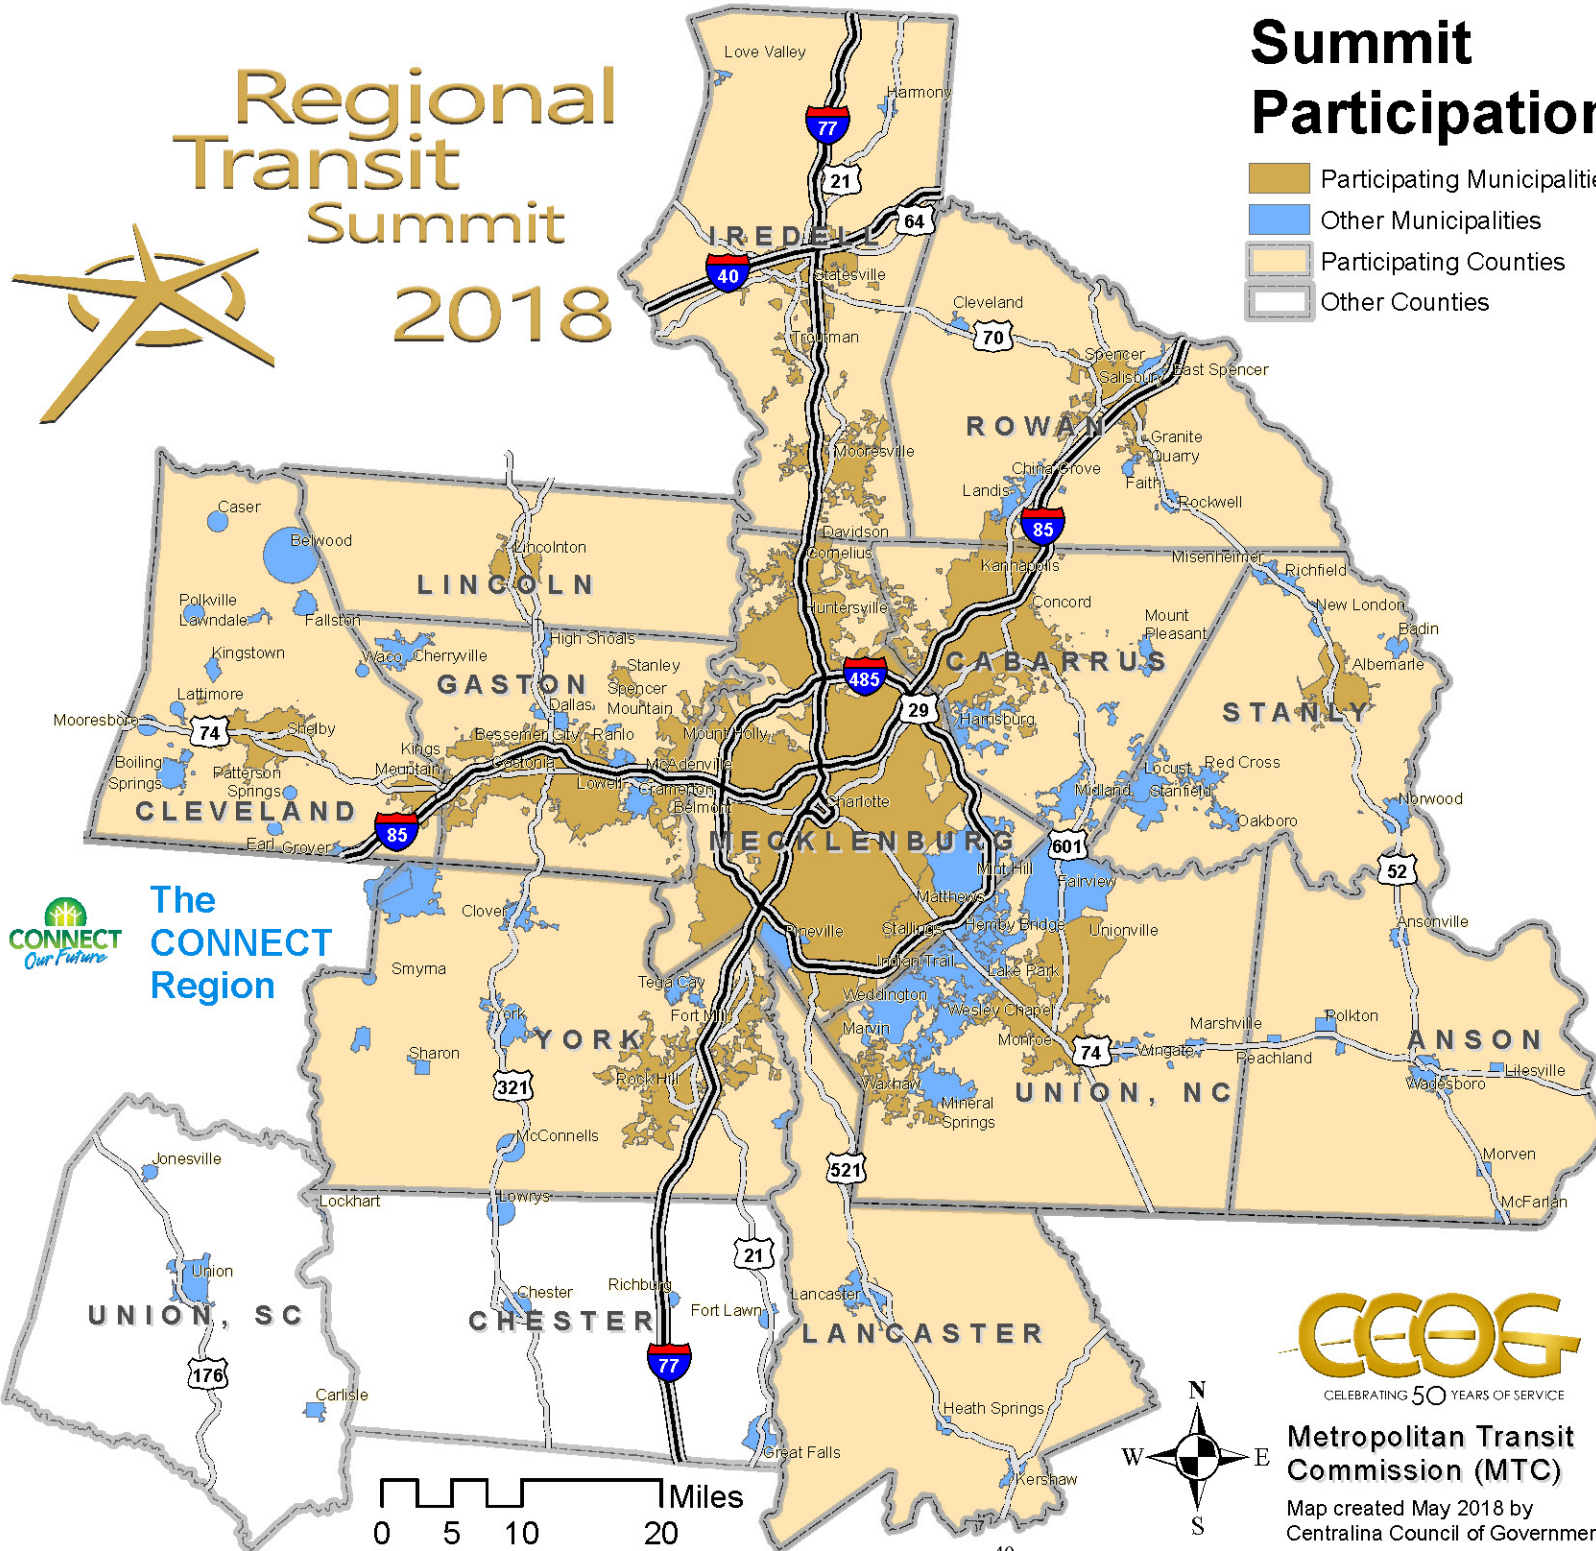 Regional
Transit
Summit
2018
Summit
Participation
Participating Municipalitie
Other Municipalities
Participating Counties
Other Counties
Love Valley
Harmony
77
21
64
IREDELL
40
Statesville
Cleveland
70
Troutman
Spencer
Salisbury
East Spencer
ROWAN
Granite
Quarry
Mooresville
China Grove
Faith
Landis
Rockwell
85
Caser
Belwood
Lincolnton
Davidson
Cornelius
Kannapolis
Misenheimer
Richfield
LINCOLN
Polkville
Lawndale
Fallston
Huntersville
Concord
New London
Mount
Pleasant
Badin
High Shoals
Kingstown
Waco
Cherryville
Stanley
CABARRUS
Albemarle
485
GASTON
Spencer
Mountain
Lattimore
Dallas
29
Harrisburg
STANLY
Mooresboro
74
Shelby
Bessemer City
Ranlo
Mount Holly
Kings
Mountain
Gastonia
McAdenville
Boiling
Springs
Patterson
Springs
Lowell
Cramerton
Belmont
Locust
Red Cross
Stanfield
Midland
Charlotte
Norwood
CLEVELAND
Oakboro
85
Earl
Grover
MECKLENBURG
601
Mint Hill
52
Fairview
Matthews
CONNECT
Our Future
The
CONNECT
Region
Clover
Pineville
Stallings
Hemby Bridge
Unionville
Ansonville
Indian Trail
Smyrna
Lake Park
Tega Cay
Weddington
Fort Mill
Wesley Chapel
York
YORK
Marvin
Monroe
74
Marshville
Polkton
Wingate
Peachland
ANSON
Sharon
321
Rock Hill
Waxhaw
Mineral
Springs
UNION, NC
Wadesboro
Lilesville
McConnells
Jonesville
521
Morven
Lockhart
Lowrys
McFarlan
Union
21
Chester
Richburg
Fort Lawn
Lancaster
UNION, SC
CHESTER
LANCASTER
176
77
Carlisle
Heath Springs
Great Falls
Kershaw
Miles
0 5 10 20
N
W E
S
CCOG
CELEBRATING 50 YEARS OF SERVICE
Metropolitan Transit
Commission (MTC)
Map created May 2018 by
Centralina Council of Governmen